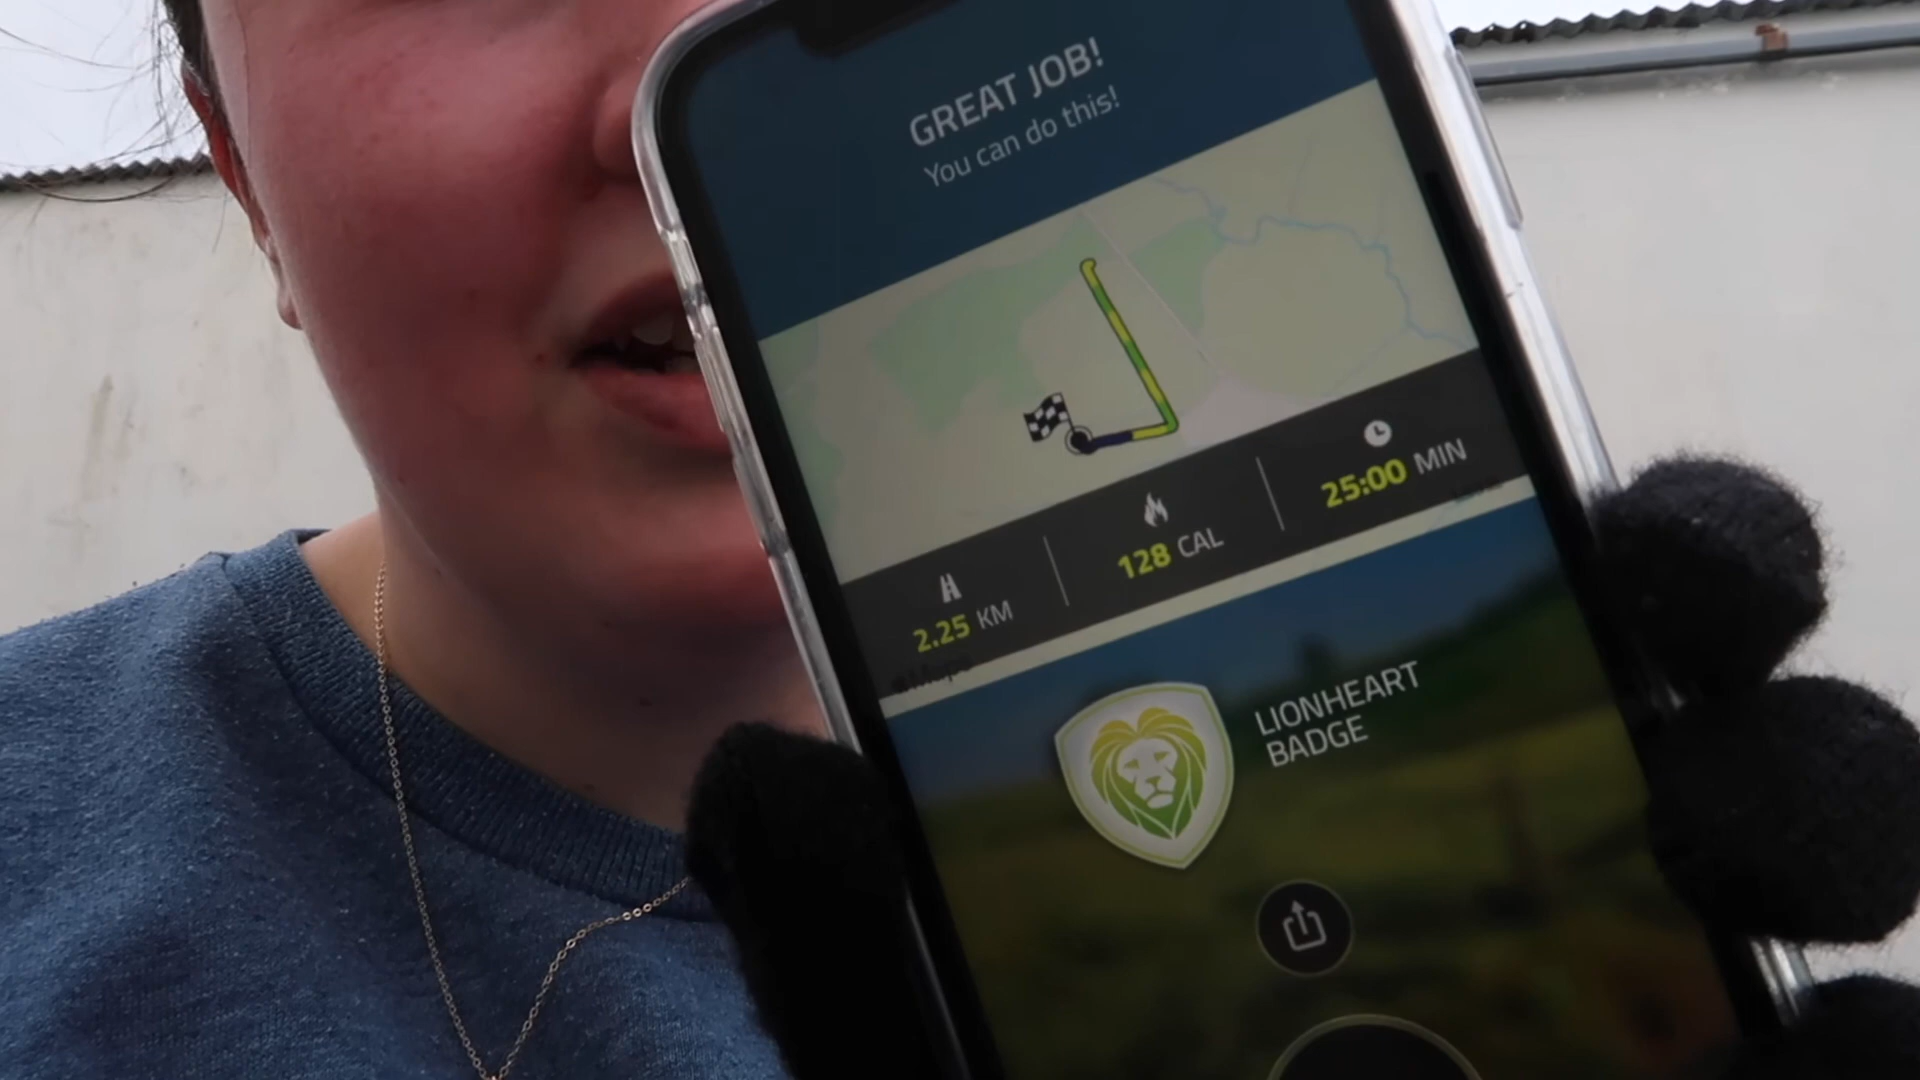 GREAT JOB!
You can do this!
2.25 KM
128 CAL
25:00 MIN
LIONHEART
BADGE